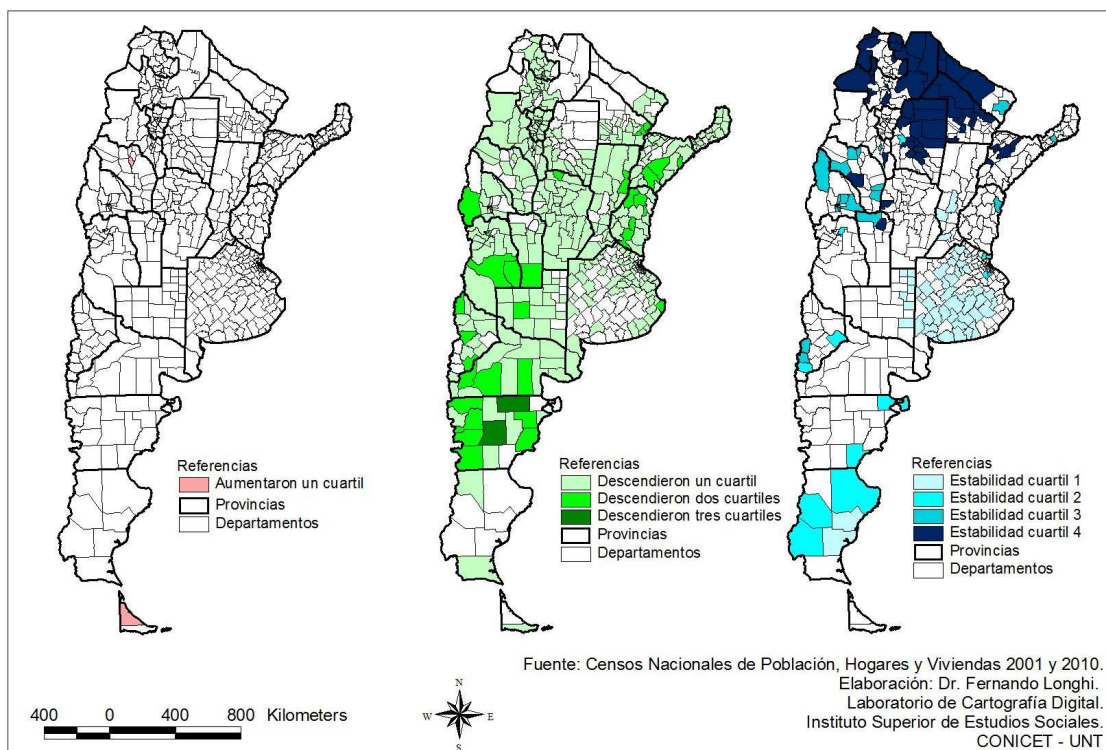 Referencias
Aumentaron un cuartil
Provincias
Departamentos
Referencias
Descendieron un cuartil
Descendieron dos cuartiles
Descendieron tres cuartiles
Provincias
Departamentos
Referencias
Estabilidad cuartil 1
Estabilidad cuartil 2
Estabilidad cuartil 3
Estabilidad cuartil 4
Provincias
Departamentos
400 0 400 800 Kilometers
N
W E
S
Fuente: Censos Nacionales de Población, Hogares y Viviendas 2001 y 2010.
Elaboración: Dr. Fernando Longhi.
Laboratorio de Cartografía Digital.
Instituto Superior de Estudios Sociales.
CONICET - UNT